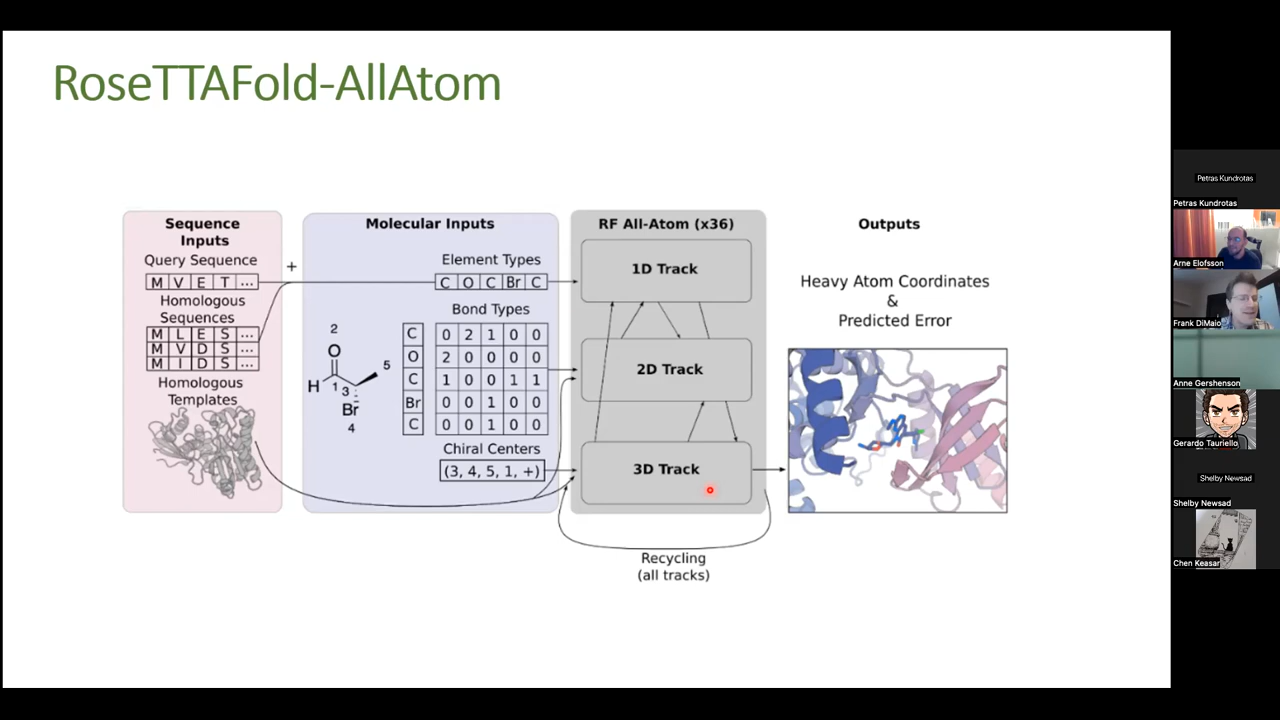 RoseTTAFold-AllAtom
Sequence
Inputs
Query Sequence
M V E T ...
Homologous
Sequences
M L E S ...
M V D S ...
M I D S ...
Homologous
Templates
+
Molecular Inputs
Element Types
C O C Br C
Bond Types
C 0 2 1 0 0
O 2 0 0 0 0
C 1 0 0 1 1
Br 0 0 1 0 0
C 0 0 1 0 0
2
O
5
H
1
3
Br
4
Chiral Centers
(3, 4, 5, 1, +)
RF All-Atom (x36)
1D Track
2D Track
3D Track
Recycling
(all tracks)
Outputs
Heavy Atom Coordinates
&
Predicted Error
Petras Kundrotas
Petras Kundrotas
Arne Elofsson
Frank DiMaio
Anne Gershenson
Gerardo Tauriello
Shelby Newsad
Shelby Newsad
Chen Keasar